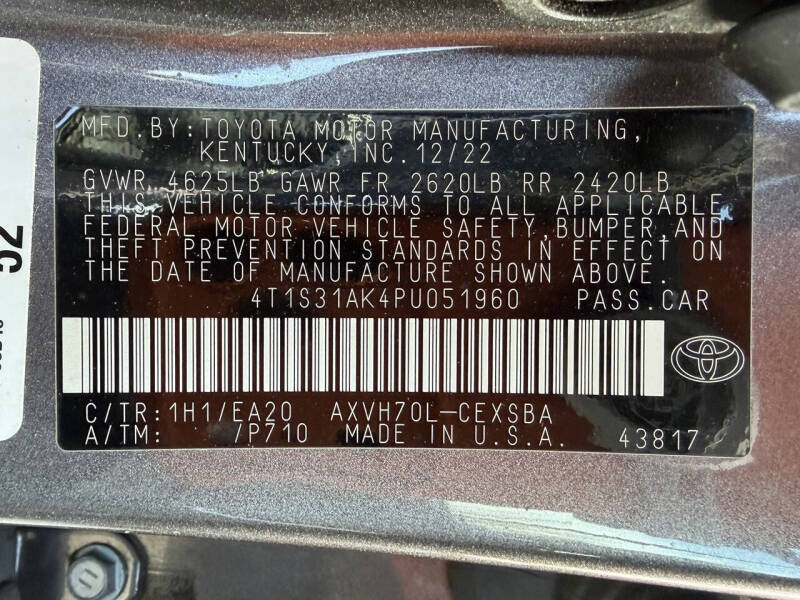 MFD.BY:TOYOTA MOTOR MANUFACTURING,
KENTUCKY, INC. 12/22
GVWR 4625LB GAWR FR 2620LB RR 2420LB
THIS VEHICLE CONFORMS TO ALL APPLICABLE
FEDERAL MOTOR VEHICLE SAFETY,BUMPER,AND
THEFT PREVENTION STANDARDS IN EFFECT ON
THE DATE OF MANUFACTURE SHOWN ABOVE.
4T1S31AK4PU051960 PASS.CAR
C/TR:1H1/EA20 AXVH70L-CEXSBA
A/TM: /P710 MADE IN U.S.A. 43817
52